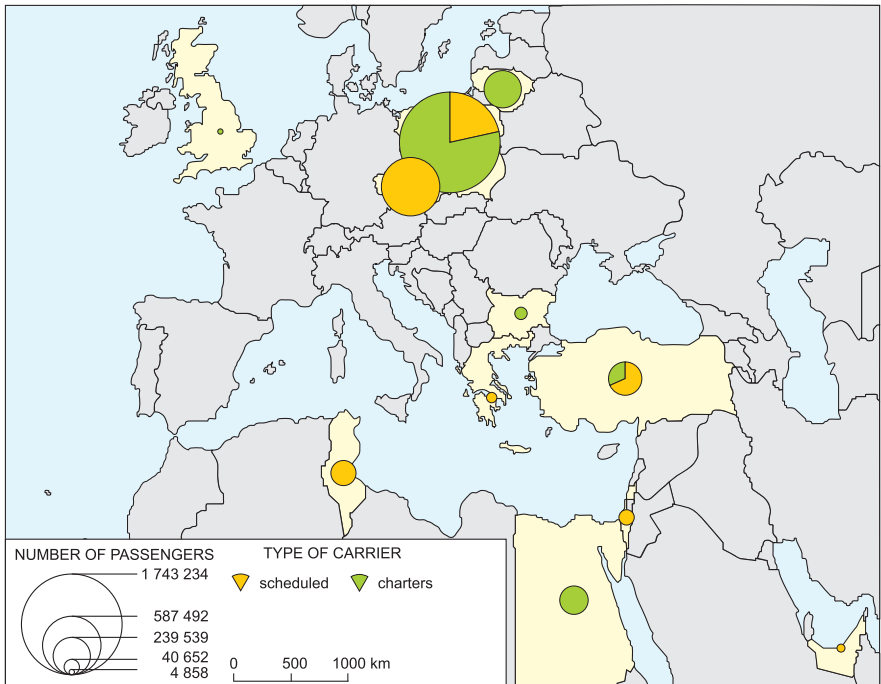 NUMBER OF PASSENGERS
1 743 234
587 492
239 539
40 652
4 858
TYPE OF CARRIER
scheduled charters
0 500 1000 km